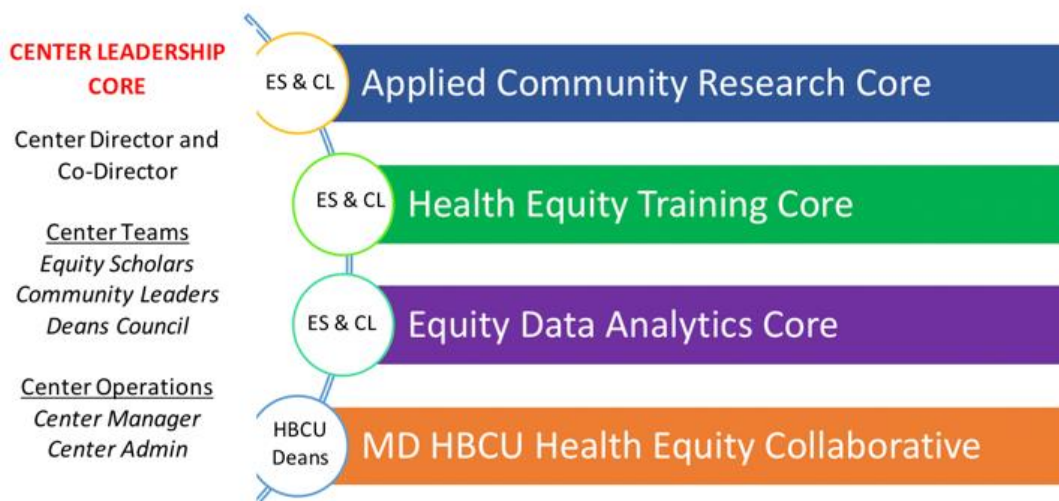 CENTER LEADERSHIP
CORE
Center Director and
Co-Director
Center Teams
Equity Scholars
Community Leaders
Deans Council
Center Operations
Center Manager
Center Admin
ES & CL
Applied Community Research Core
ES & CL
Health Equity Training Core
ES & CL
Equity Data Analytics Core
HBCU
Deans
MD HBCU Health Equity Collaborative